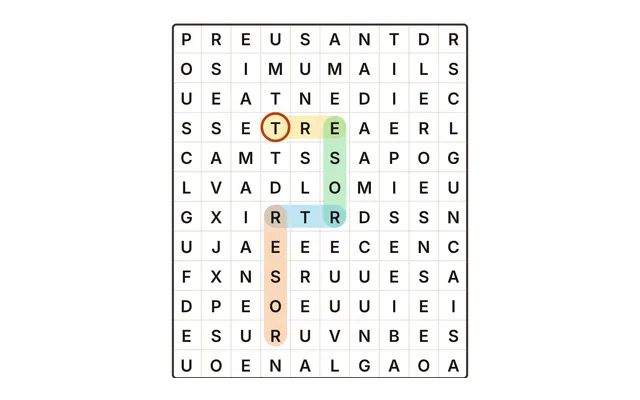 P R E U S A N T D R
O S I M U M A I L S
U E A T N E D I E C
S S E T R E A E R L
C A M T S S A P O G
L V A D L O M I E U
G X I R T R D S S N
U J A E E E C E N C
F X N S R U U E S A
D P E O E U U I E I
E S U R U V N B E S
U O E N A L G A O A